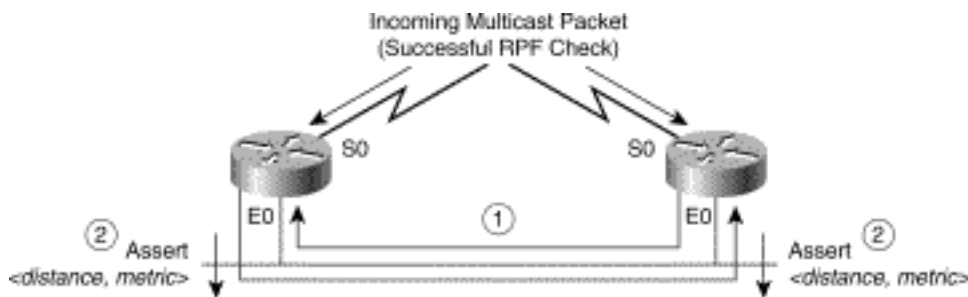 Incoming Multicast Packet
(Successful RPF Check)
S0
S0
E0
1
E0
2 Assert
<distance, metric>
Assert 2
<distance, metric>